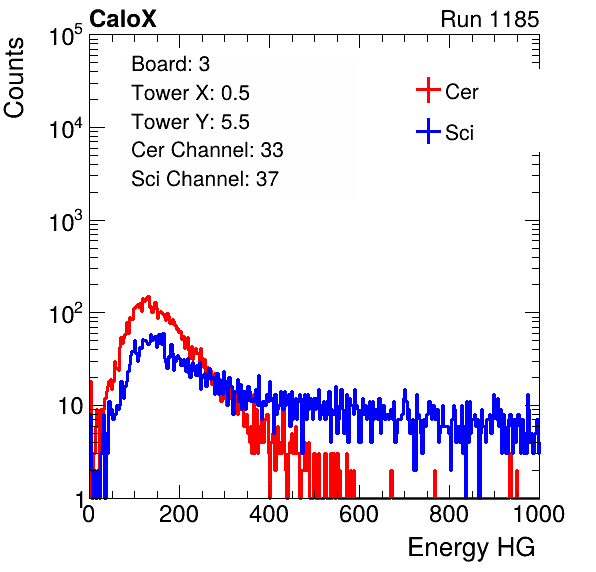 CaloX Run 1185
Counts
10^5
10^4
10^3
10^2
10
1
Board: 3
Tower X: 0.5
Tower Y: 5.5
Cer Channel: 33
Sci Channel: 37
Cer
Sci
0 200 400 600 800 1000
Energy HG